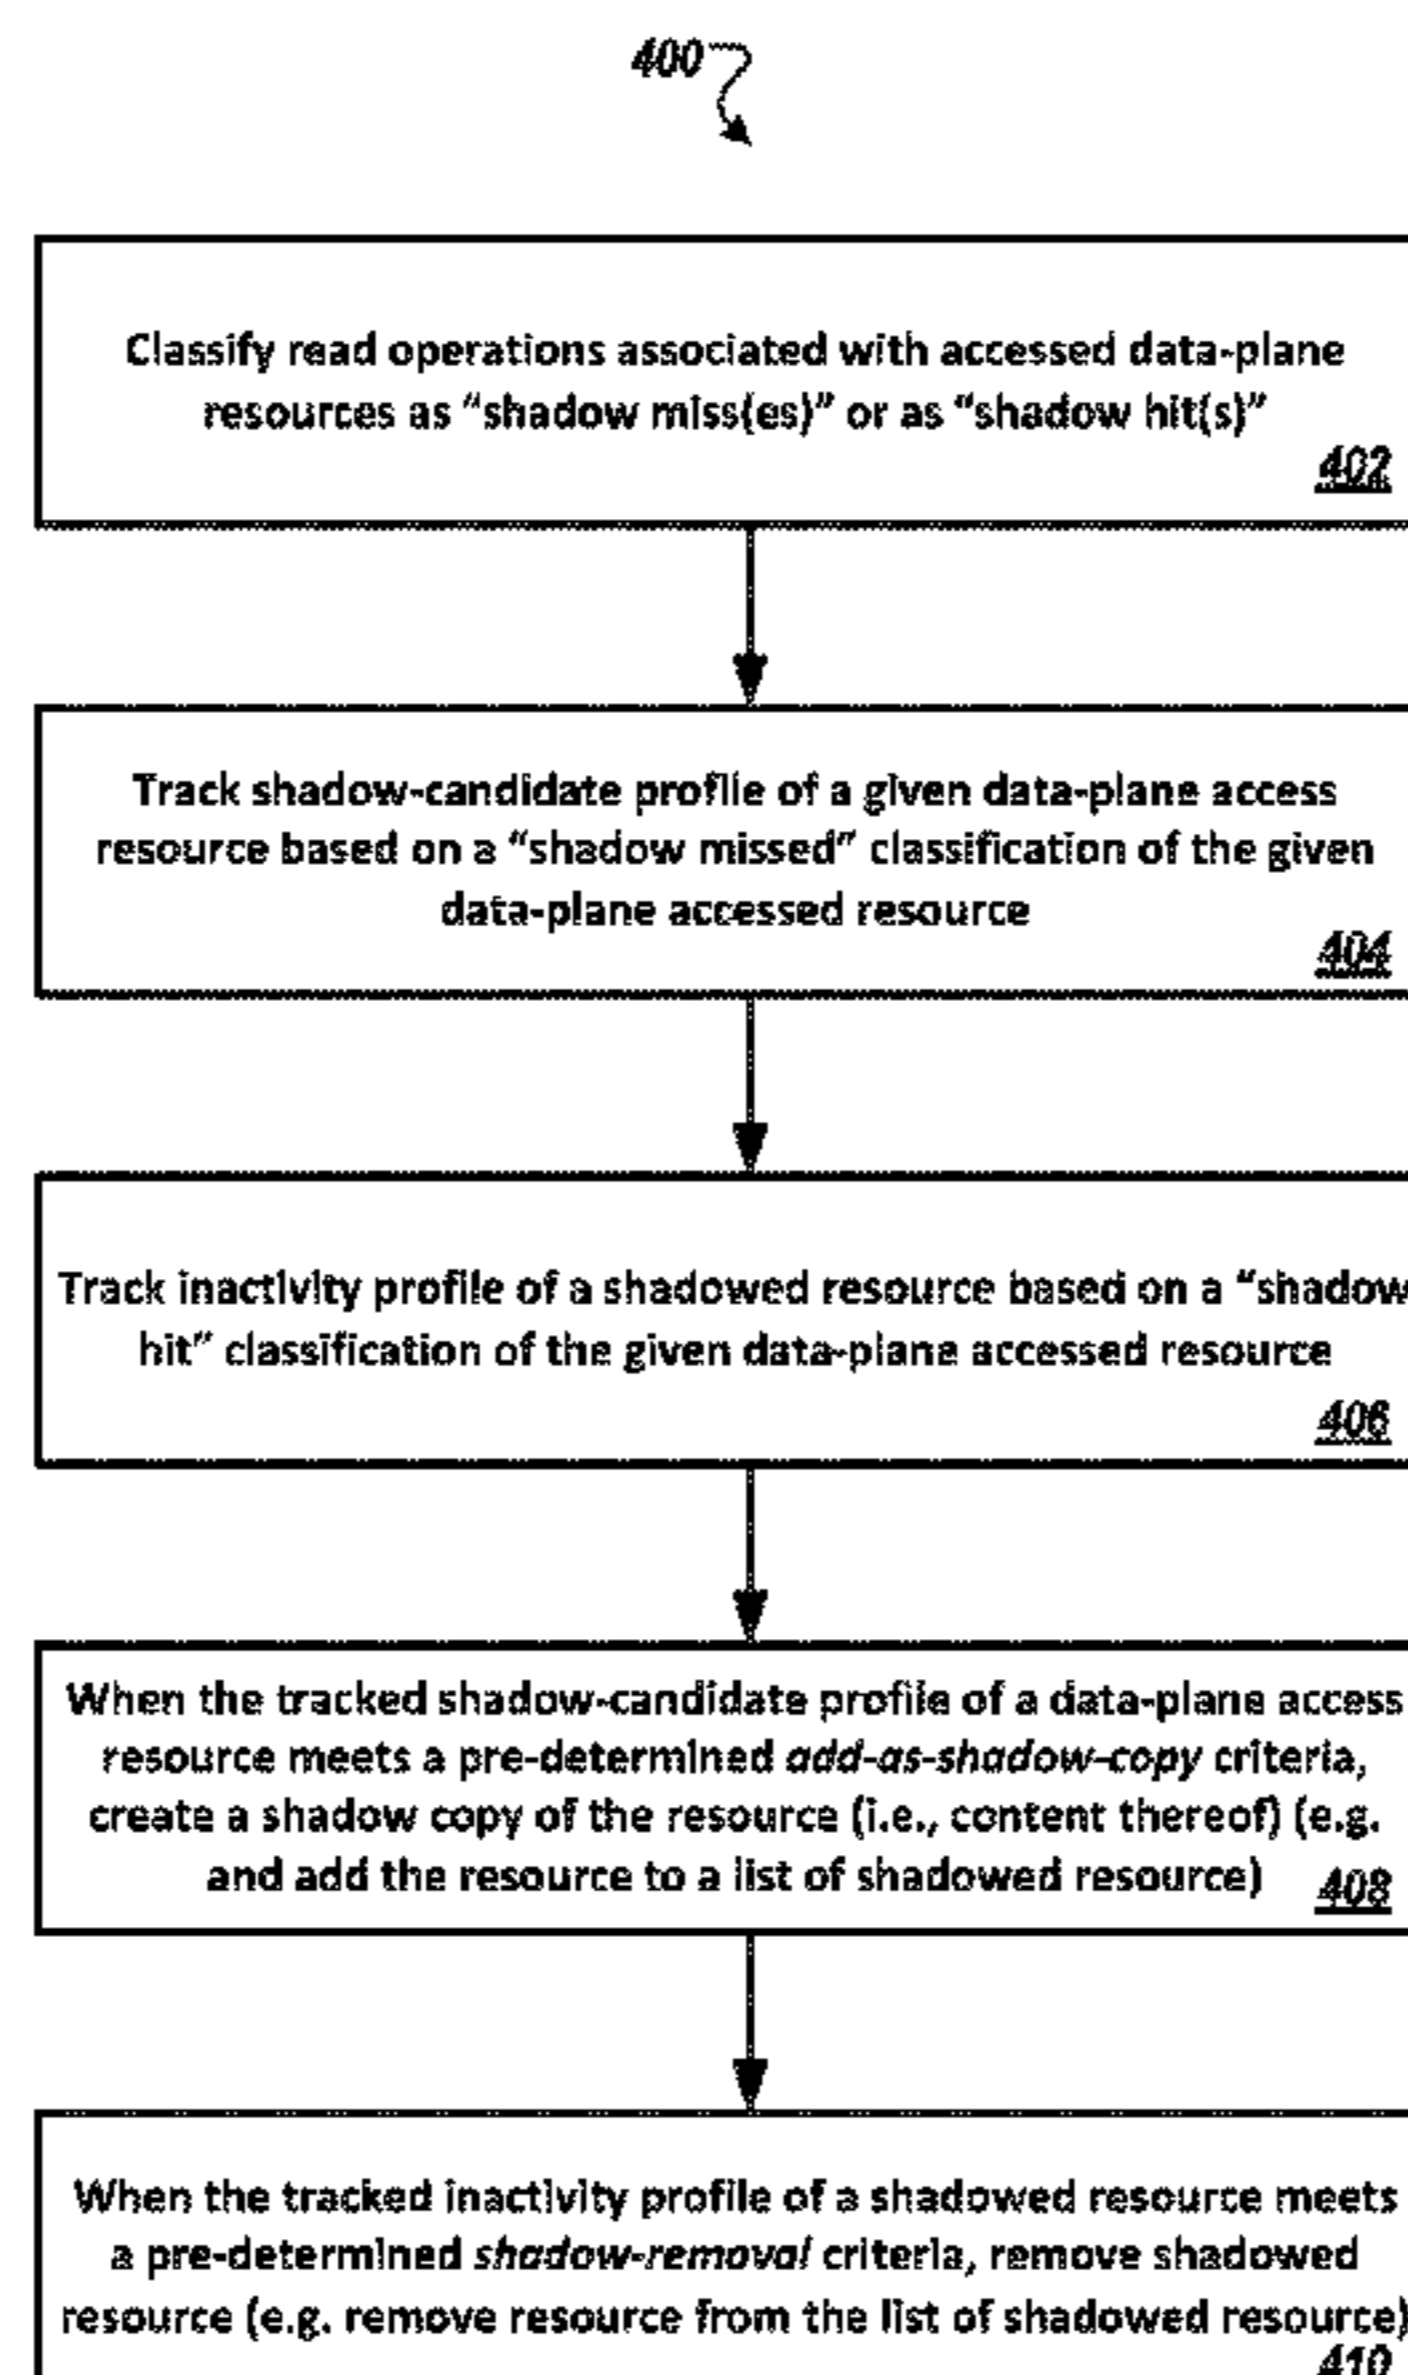 400
Classify read operations associated with accessed data-plane
resources as “shadow miss(es)” or as “shadow hit(s)”
402
Track shadow-candidate profile of a given data-plane access
resource based on a “shadow missed” classification of the given
data-plane accessed resource
404
Track inactivity profile of a shadowed resource based on a “shadow
hit” classification of the given data-plane accessed resource
406
When the tracked shadow-candidate profile of a data-plane access
resource meets a pre-determined add-as-shadow-copy criteria,
create a shadow copy of the resource (i.e., content thereof) (e.g.
and add the resource to a list of shadowed resource)
408
When the tracked inactivity profile of a shadowed resource meets
a pre-determined shadow-removal criteria, remove shadowed
resource (e.g. remove resource from the list of shadowed resource)
410